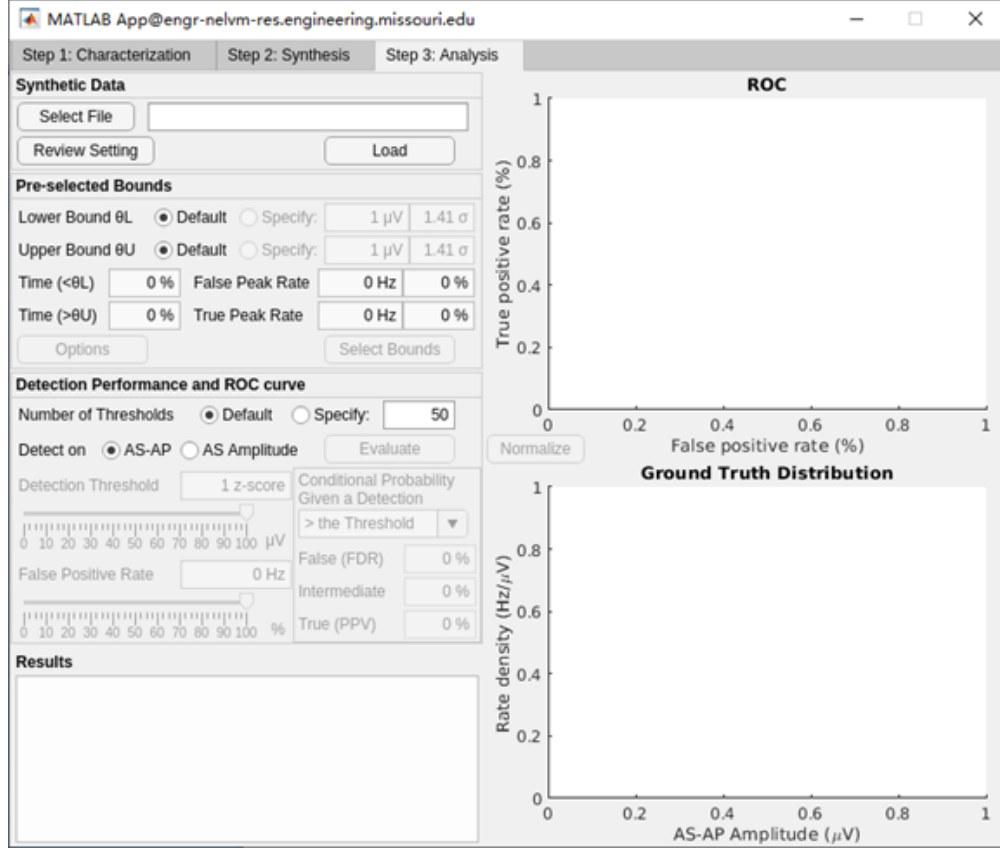 MATLAB App@engr-nelvm-res.engineering.missouri.edu
Step 1: Characterization Step 2: Synthesis Step 3: Analysis
Synthetic Data
Select File
Review Setting Load
Pre-selected Bounds
Lower Bound θL Default Specify: 1 μV 1.41 σ
Upper Bound θU Default Specify: 1 μV 1.41 σ
Time (<θL) 0 % False Peak Rate 0 Hz 0 %
Time (>θU) 0 % True Peak Rate 0 Hz 0 %
Options Select Bounds
Detection Performance and ROC curve
Number of Thresholds Default Specify: 50
Detect on AS-AP AS Amplitude Evaluate Normalize
Detection Threshold 1 z-score
0 10 20 30 40 50 60 70 80 90 100 μV
False Positive Rate 0 Hz
0 10 20 30 40 50 60 70 80 90 100 %
Conditional Probability
Given a Detection
> the Threshold
False (FDR) 0 %
Intermediate 0 %
True (PPV) 0 %
Results
ROC
1
0.8
0.6
0.4
0.2
0
True positive rate (%)
0 0.2 0.4 0.6 0.8 1
False positive rate (%)
Ground Truth Distribution
1
0.8
0.6
0.4
0.2
0
Rate density (Hz/μV)
0 0.2 0.4 0.6 0.8 1
AS-AP Amplitude (μV)